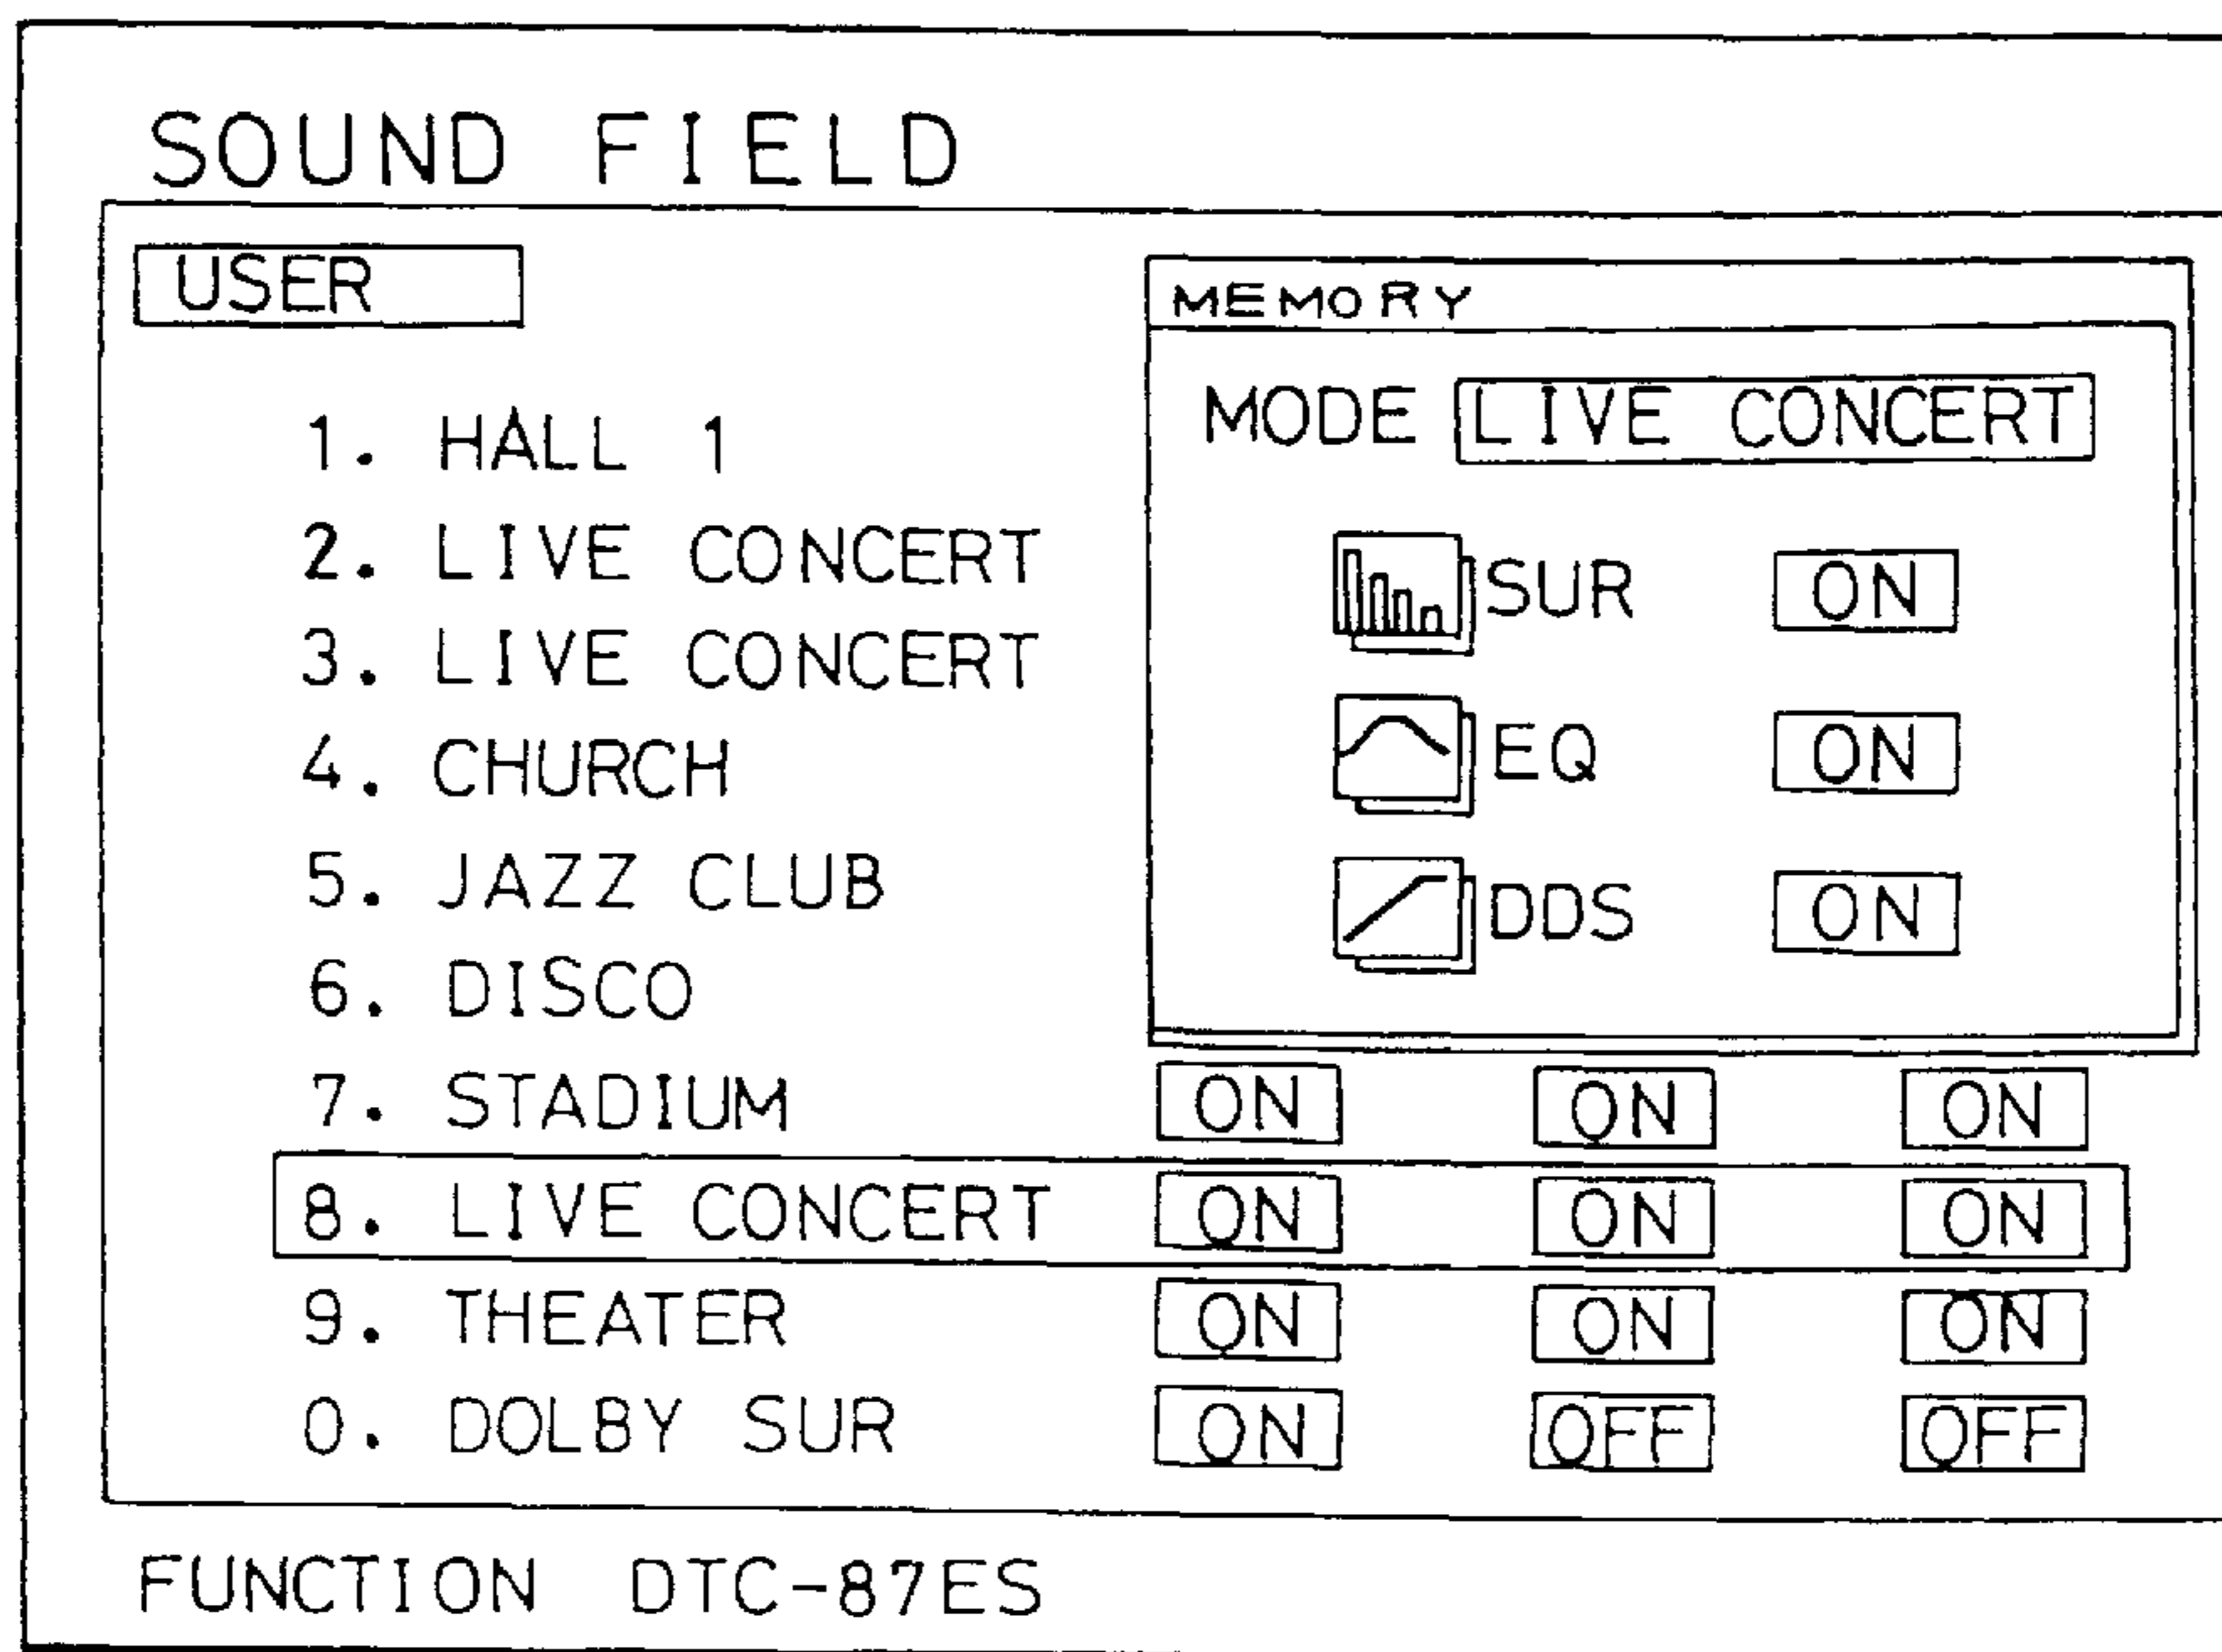 SOUND FIELD
USER
MEMORY
MODE LIVE CONCERT
SUR ON
EQ ON
DDS ON
1. HALL 1
2. LIVE CONCERT
3. LIVE CONCERT
4. CHURCH
5. JAZZ CLUB
6. DISCO
7. STADIUM ON ON ON
8. LIVE CONCERT ON ON ON
9. THEATER ON ON ON
0. DOLBY SUR ON OFF OFF
FUNCTION DTC-87ES